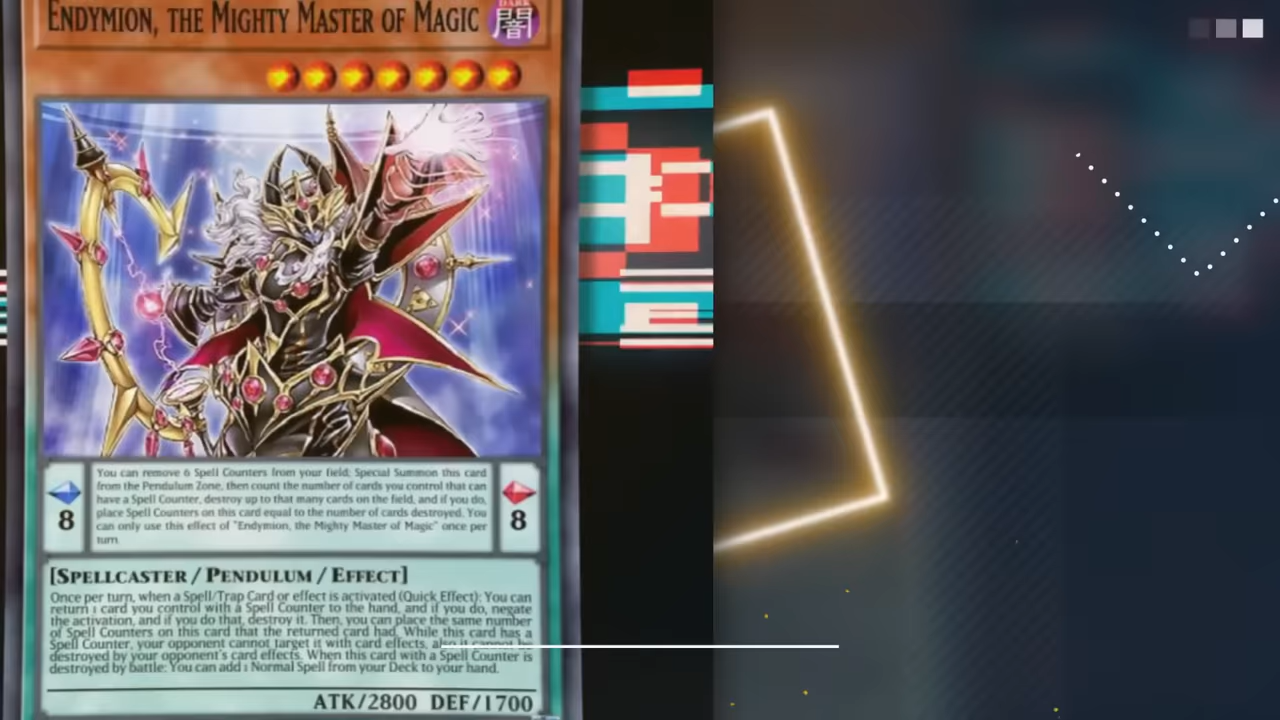 ENDYMION, THE MIGHTY MASTER OF MAGIC
DARK
闇
You can remove 6 Spell Counters from your field; Special Summon this card
from the Pendulum Zone, then count the number of cards you control that can
have a Spell Counter, destroy up to that many cards on the field, and if you do,
place Spell Counters on this card equal to the number of cards destroyed. You
can only use this effect of "Endymion, the Mighty Master of Magic" once per
turn.
8
8
[SPELLCASTER / PENDULUM / EFFECT]
Once per turn, when a Spell/Trap Card or effect is activated (Quick Effect): You can
return 1 card you control with a Spell Counter to the hand, and if you do, negate
the activation, and if you do that, destroy it. Then, you can place the same number
of Spell Counters on this card that the returned card had. While this card has a
Spell Counter, your opponent cannot target it with card effects, also it cannot be
destroyed by your opponent's card effects. When this card with a Spell Counter is
destroyed by battle: You can add 1 Normal Spell from your Deck to your hand.
ATK/2800 DEF/1700